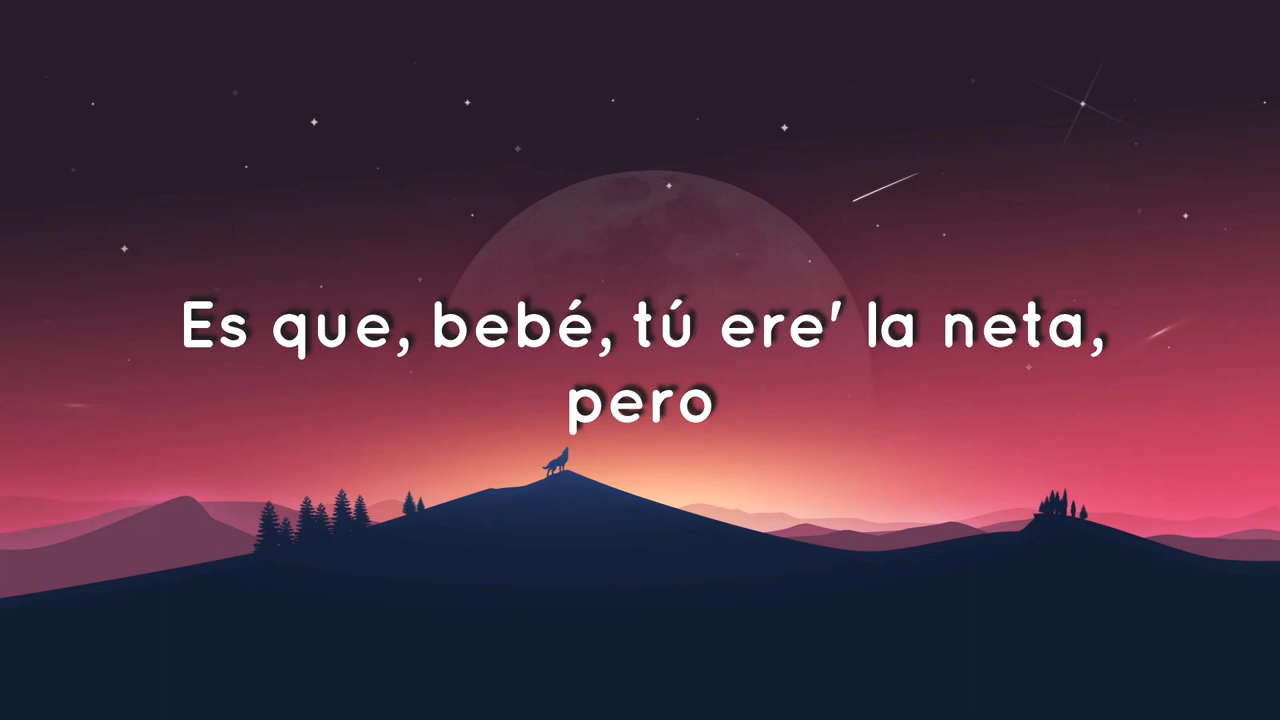 Es que, bebé, tú ere' la neta,
pero